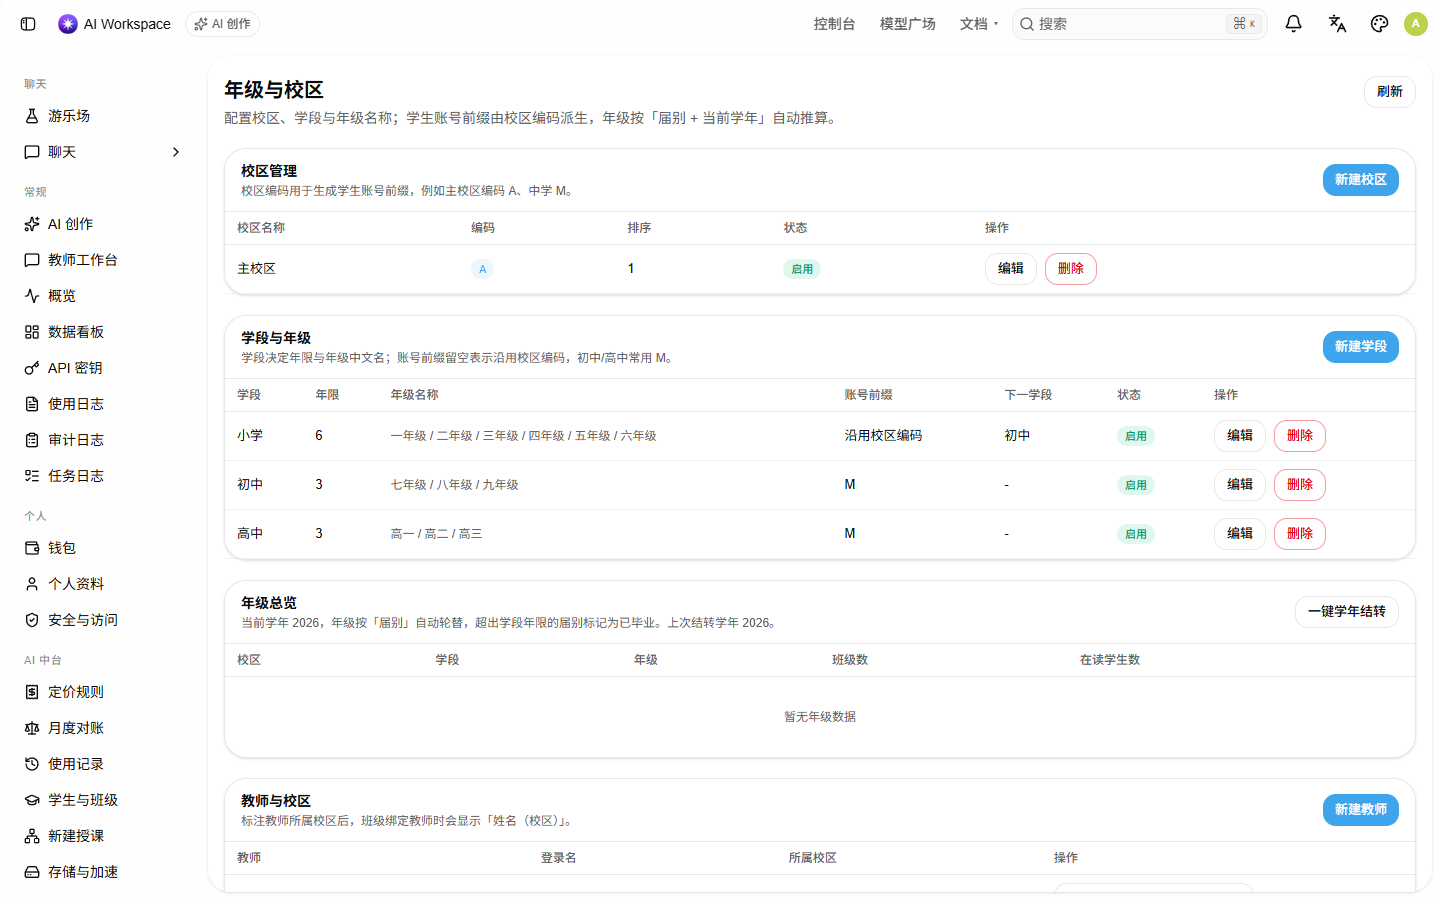 AI Workspace
AI 创作
控制台
模型广场
文档
搜索
⌘ K
A
聊天
游乐场
聊天
常规
AI 创作
教师工作台
概览
数据看板
API 密钥
使用日志
审计日志
任务日志
个人
钱包
个人资料
安全与访问
AI 中台
定价规则
月度对账
使用记录
学生与班级
新建授课
存储与加速
年级与校区
刷新
配置校区、学段与年级名称；学生账号前缀由校区编码派生，年级按「届别 + 当前学年」自动推算。
校区管理
校区编码用于生成学生账号前缀，例如主校区编码 A、中学 M。
新建校区
校区名称 编码 排序 状态 操作
主校区 A 1 启用 编辑 删除
学段与年级
学段决定年限与年级中文名；账号前缀留空表示沿用校区编码，初中/高中常用 M。
新建学段
学段 年限 年级名称 账号前缀 下一学段 状态 操作
小学 6 一年级 / 二年级 / 三年级 / 四年级 / 五年级 / 六年级 沿用校区编码 初中 启用 编辑 删除
初中 3 七年级 / 八年级 / 九年级 M - 启用 编辑 删除
高中 3 高一 / 高二 / 高三 M - 启用 编辑 删除
年级总览
当前学年 2026，年级按「届别」自动轮替，超出学段年限的届别标记为已毕业。上次结转学年 2026。
一键学年结转
校区 学段 年级 班级数 在读学生数
暂无年级数据
教师与校区
标注教师所属校区后，班级绑定教师时会显示「姓名（校区）」。
新建教师
教师 登录名 所属校区 操作